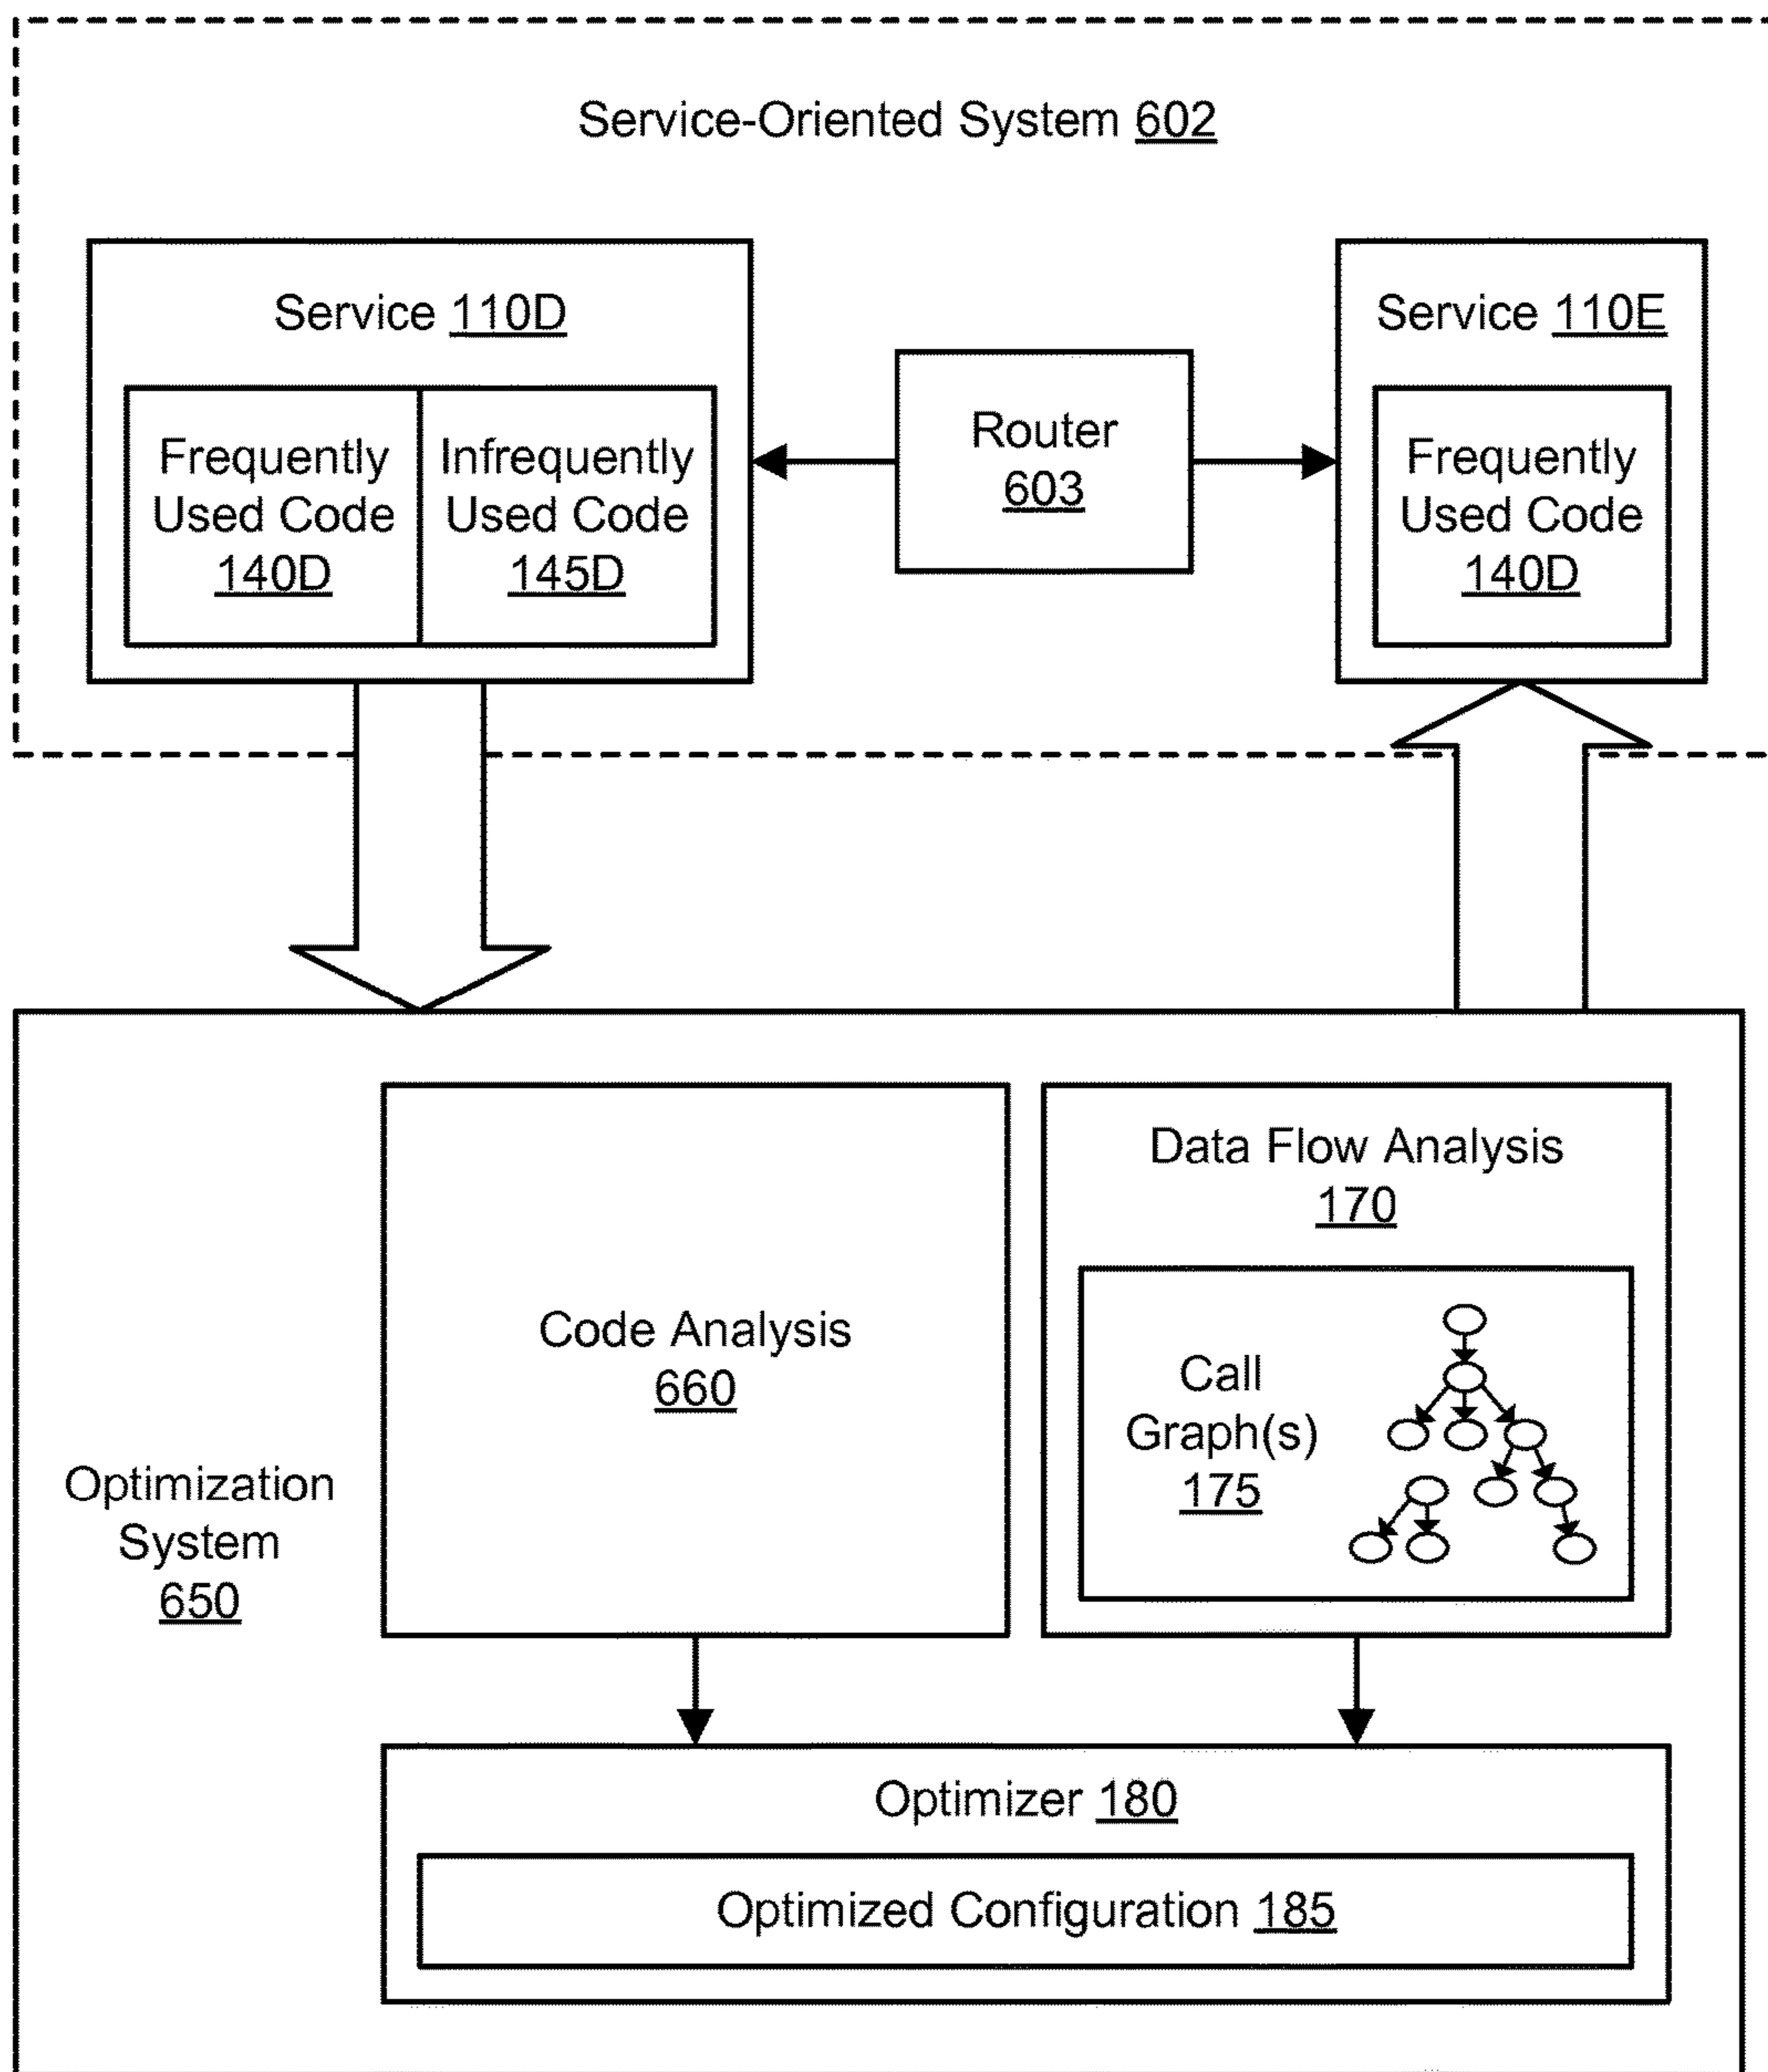 Service-Oriented System 602
Service 110D
Frequently
Used Code
140D
Infrequently
Used Code
145D
Router
603
Service 110E
Frequently
Used Code
140D
Optimization
System
650
Code Analysis
660
Data Flow Analysis
170
Call
Graph(s)
175
Optimizer 180
Optimized Configuration 185